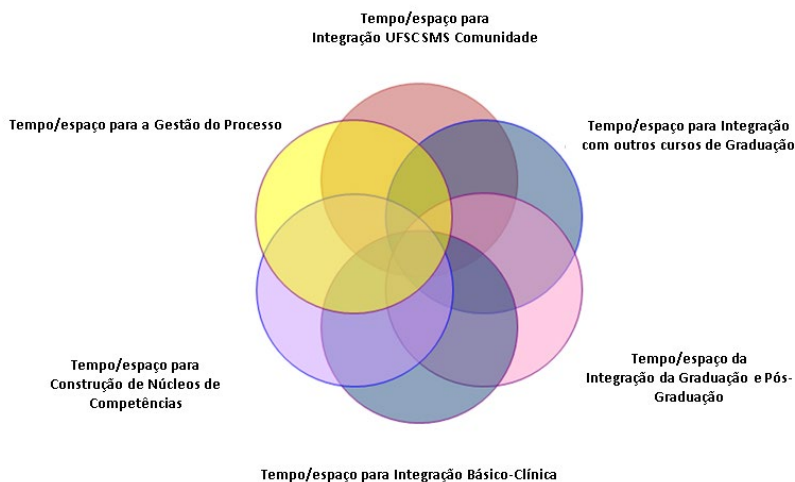 Tempo/espaço para
Integração UFSC SMS Comunidade
Tempo/espaço para a Gestão do Processo
Tempo/espaço para Integração
com outros cursos de Graduação
Tempo/espaço para
Construção de Núcleos de
Competências
Tempo/espaço da
Integração da Graduação e Pós-
Graduação
Tempo/espaço para Integração Básico-Clínica